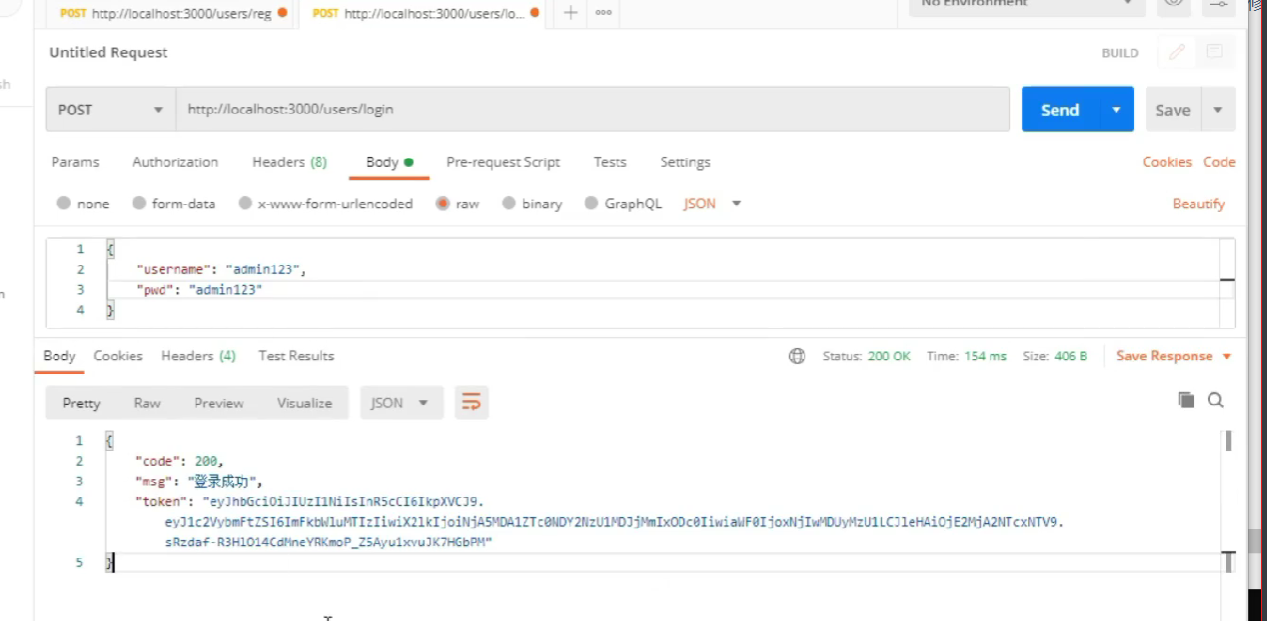 POST http://localhost:3000/users/reg
POST http://localhost:3000/users/lo...
No Environment
Untitled Request
BUILD
POST
http://localhost:3000/users/login
Send
Save
Params
Authorization
Headers (8)
Body
Pre-request Script
Tests
Settings
Cookies
Code
none
form-data
x-www-form-urlencoded
raw
binary
GraphQL
JSON
Beautify
1 {
2 "username": "admin123",
3 "pwd": "admin123"
4 }
Body
Cookies
Headers (4)
Test Results
Status: 200 OK
Time: 154 ms
Size: 406 B
Save Response
Pretty
Raw
Preview
Visualize
JSON
1 {
2 "code": 200,
3 "msg": "登录成功",
4 "token": "eyJhbGciOiJIUzI1NiIsInR5cCI6IkpXVCJ9.
5 }